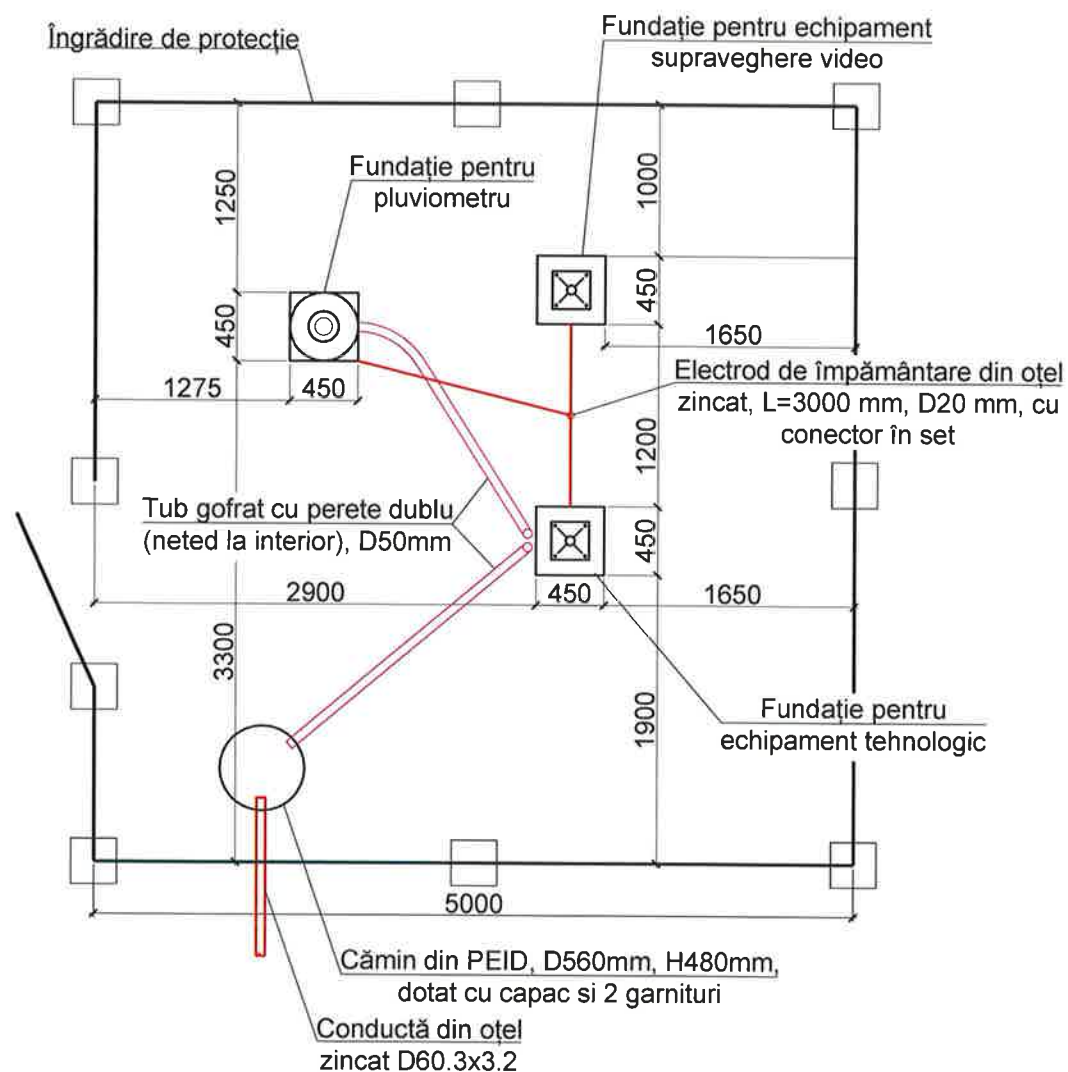 Îngrădire de protecție
Fundație pentru echipament
supraveghere video
Fundație pentru
pluviometru
1250
1000
450
450
1650
1275
450
Electrod de împământare din oțel
zincat, L=3000 mm, D20 mm, cu
conector în set
1200
Tub gofrat cu perete dublu
(neted la interior), D50mm
450
2900
450
1650
3300
1900
Fundație pentru
echipament tehnologic
5000
Cămin din PEID, D560mm, H480mm,
dotat cu capac si 2 garnituri
Conductă din oțel
zincat D60.3x3.2